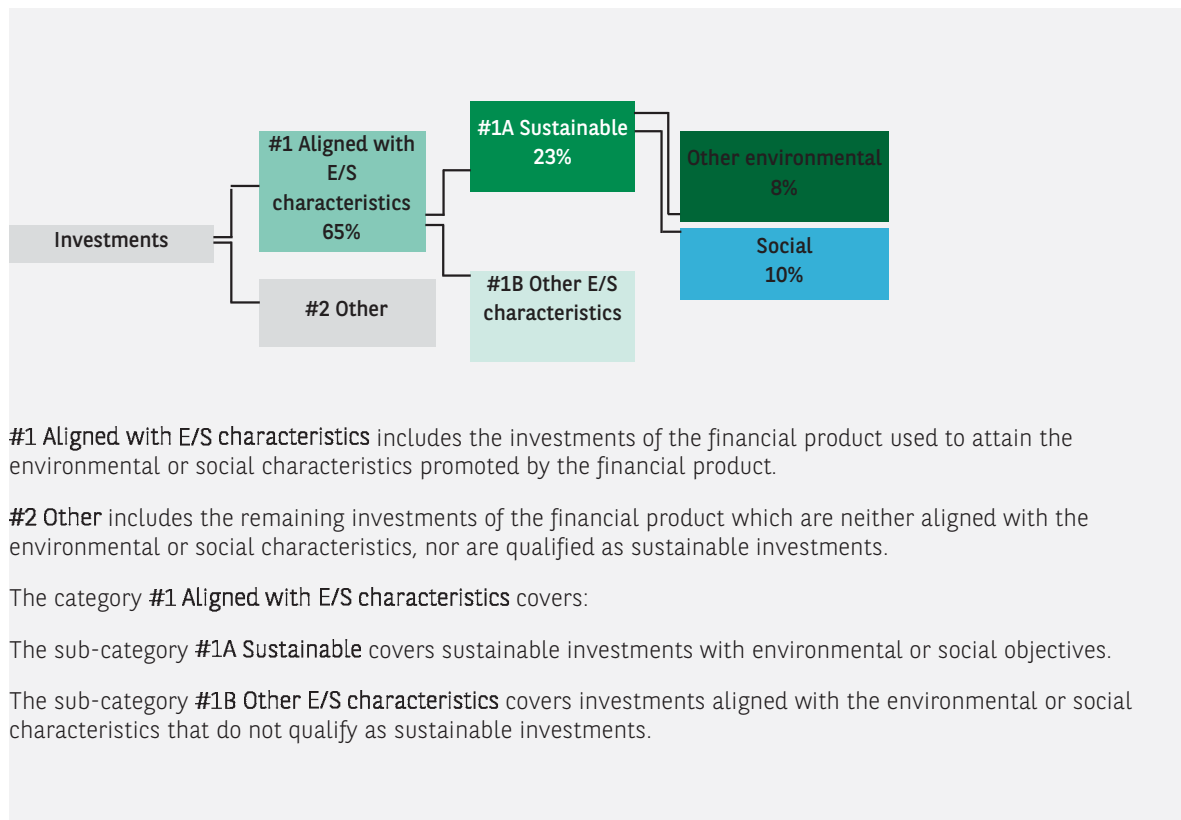 #1A Sustainable
23%
#1 Aligned with
E/S
characteristics
65%
Other environmental
8%
Investments
Social
10%
#2 Other
#1B Other E/S
characteristics
#1 Aligned with E/S characteristics includes the investments of the financial product used to attain the
environmental or social characteristics promoted by the financial product.
#2 Other includes the remaining investments of the financial product which are neither aligned with the
environmental or social characteristics, nor are qualified as sustainable investments.
The category #1 Aligned with E/S characteristics covers:
The sub-category #1A Sustainable covers sustainable investments with environmental or social objectives.
The sub-category #1B Other E/S characteristics covers investments aligned with the environmental or social
characteristics that do not qualify as sustainable investments.